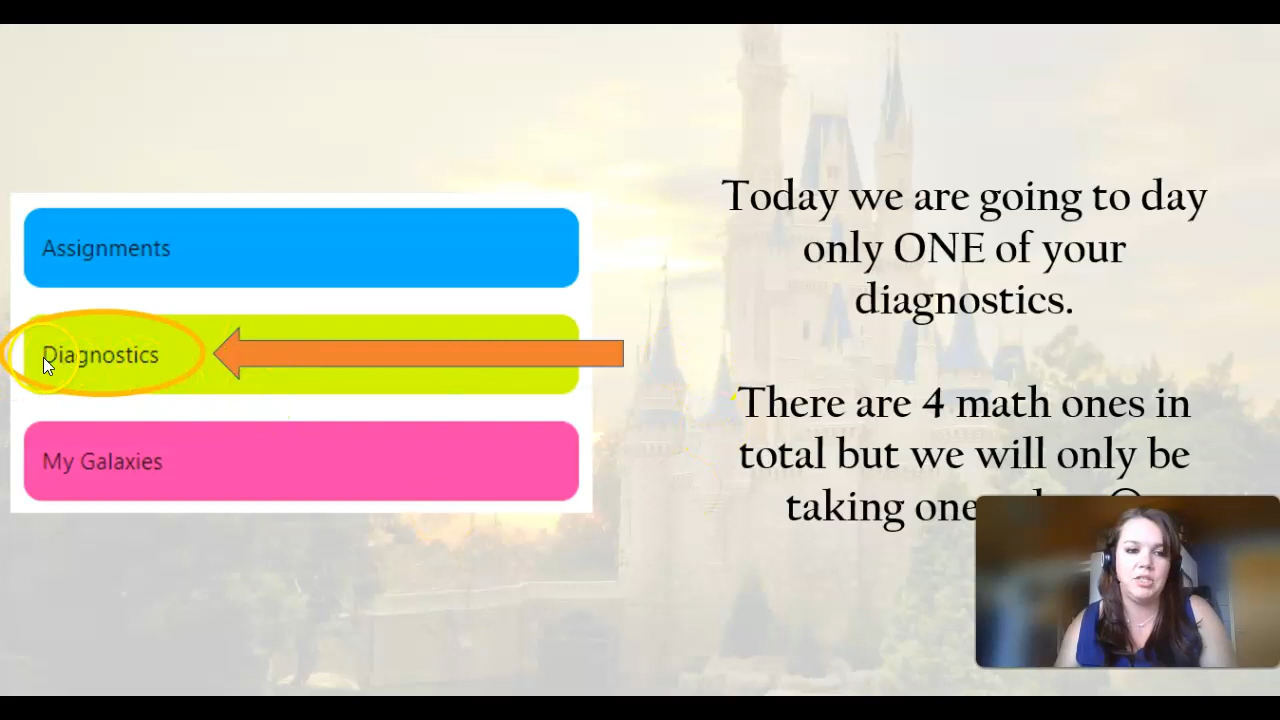 Assignments
Diagnostics
My Galaxies
Today we are going to day
only ONE of your
diagnostics.
There are 4 math ones in
total but we will only be
taking one